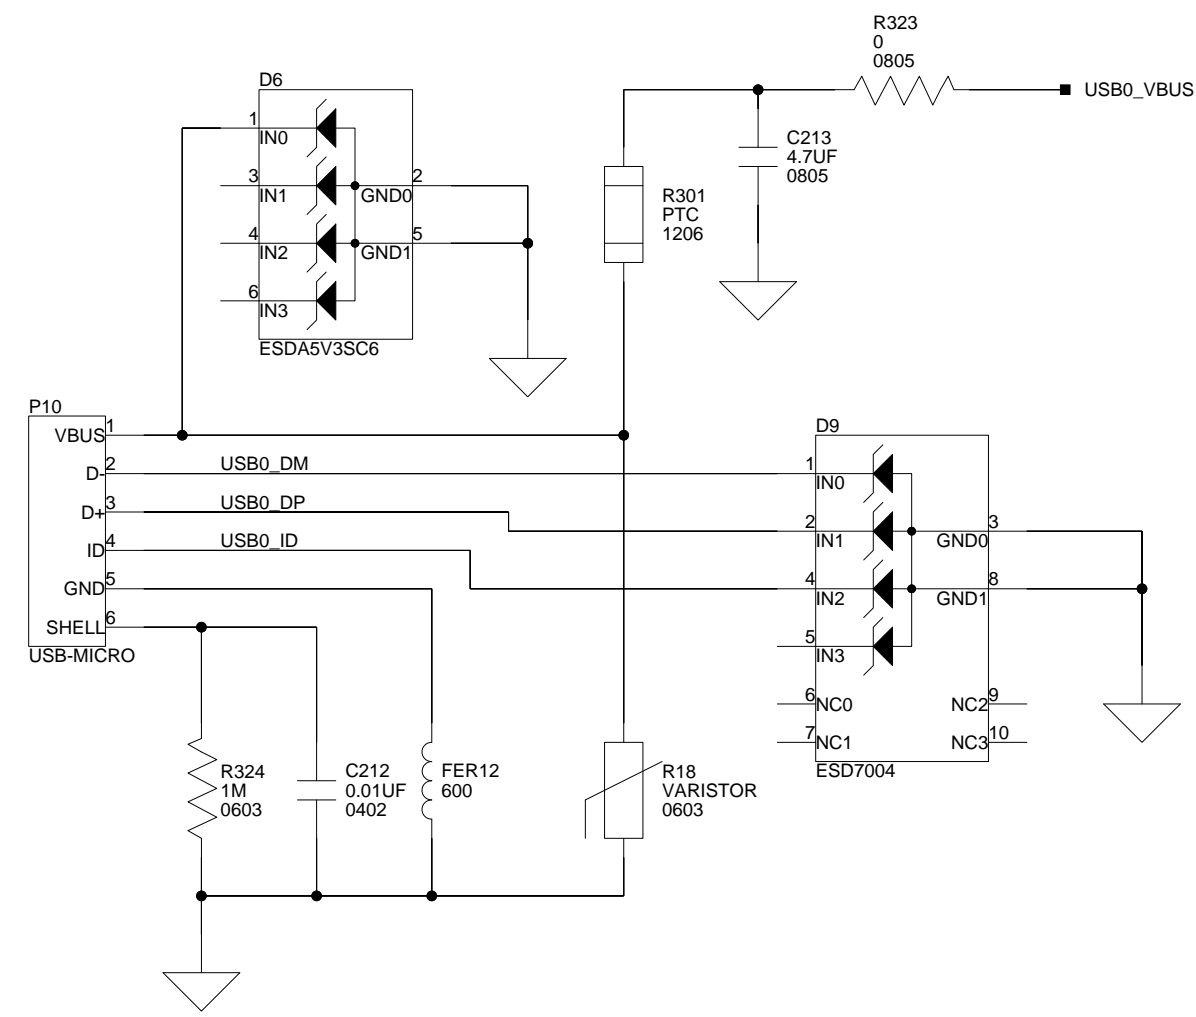 R323
0
0805
USB0_VBUS
D6
1
IN0
3
IN1
4
IN2
6
IN3
2
GND0
5
GND1
ESDA5V3SC6
C213
4.7UF
0805
R301
PTC
1206
P10
VBUS 1
D- 2
D+ 3
ID 4
GND 5
SHELL 6
USB-MICRO
USB0_DM
USB0_DP
USB0_ID
D9
1
IN0
2
IN1
4
IN2
5
IN3
6
NC0
7
NC1
3
GND0
8
GND1
9
NC2
10
NC3
ESD7004
R324
1M
0603
C212
0.01UF
0402
FER12
600
R18
VARISTOR
0603